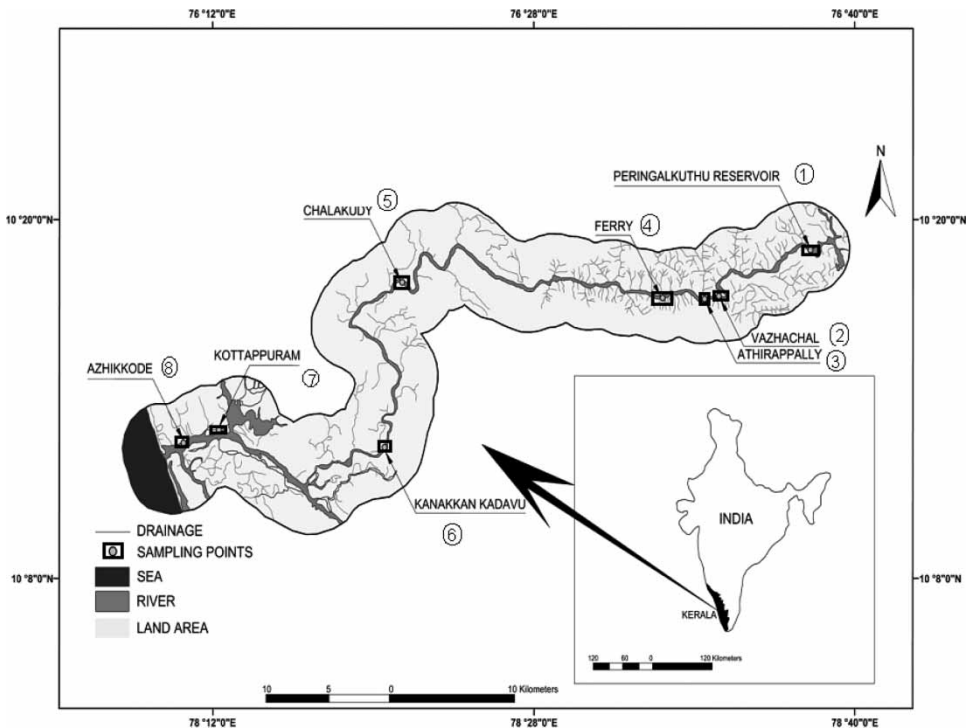 76 °12'0"E 76 °28'0"E 76 °40'0"E
N
PERINGALKUTHU RESERVOIR 1
5
CHALAKUDY
FERRY 4
10 °20'0"N 10 °20'0"N
VAZHACHAL 2
ATHIRAPPALLY 3
KOTTAPPURAM
AZHIKKODE 8
7
KANAKKAN KADAVU
6
DRAINAGE
SAMPLING POINTS
SEA
RIVER
LAND AREA
INDIA
KERALA
10 °8'0"N 10 °8'0"N
120 60 0 120 Kilometers
10 5 0 10 Kilometers
76 °12'0"E 76 °28'0"E 76 °40'0"E